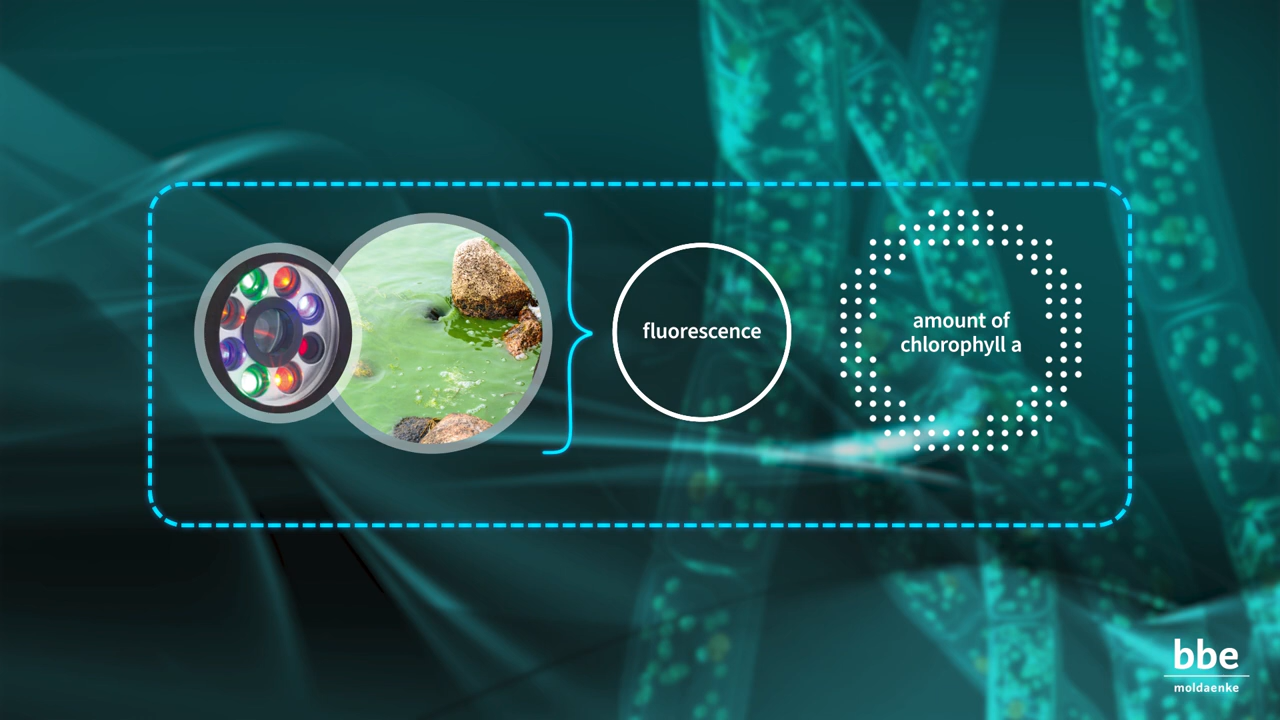 fluorescence
amount of
chlorophyll a
bbe
moldaenke